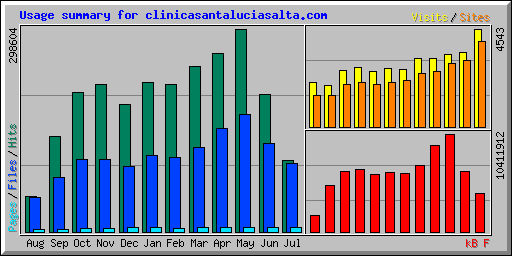 Usage summary for clinicasantaluciasalta.com
Visits/Sites
298604
4543
Pages/Files/Hits
10411912
Aug Sep Oct Nov Dec Jan Feb Mar Apr May Jun Jul
kB F